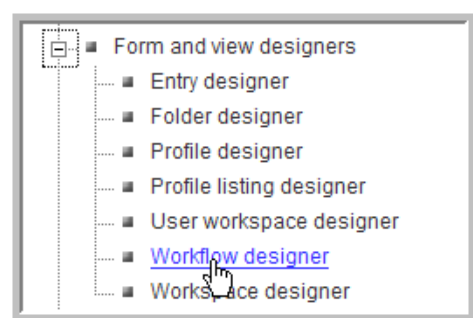 Form and view designers
Entry designer
Folder designer
Profile designer
Profile listing designer
User workspace designer
Workflow designer
Workspace designer